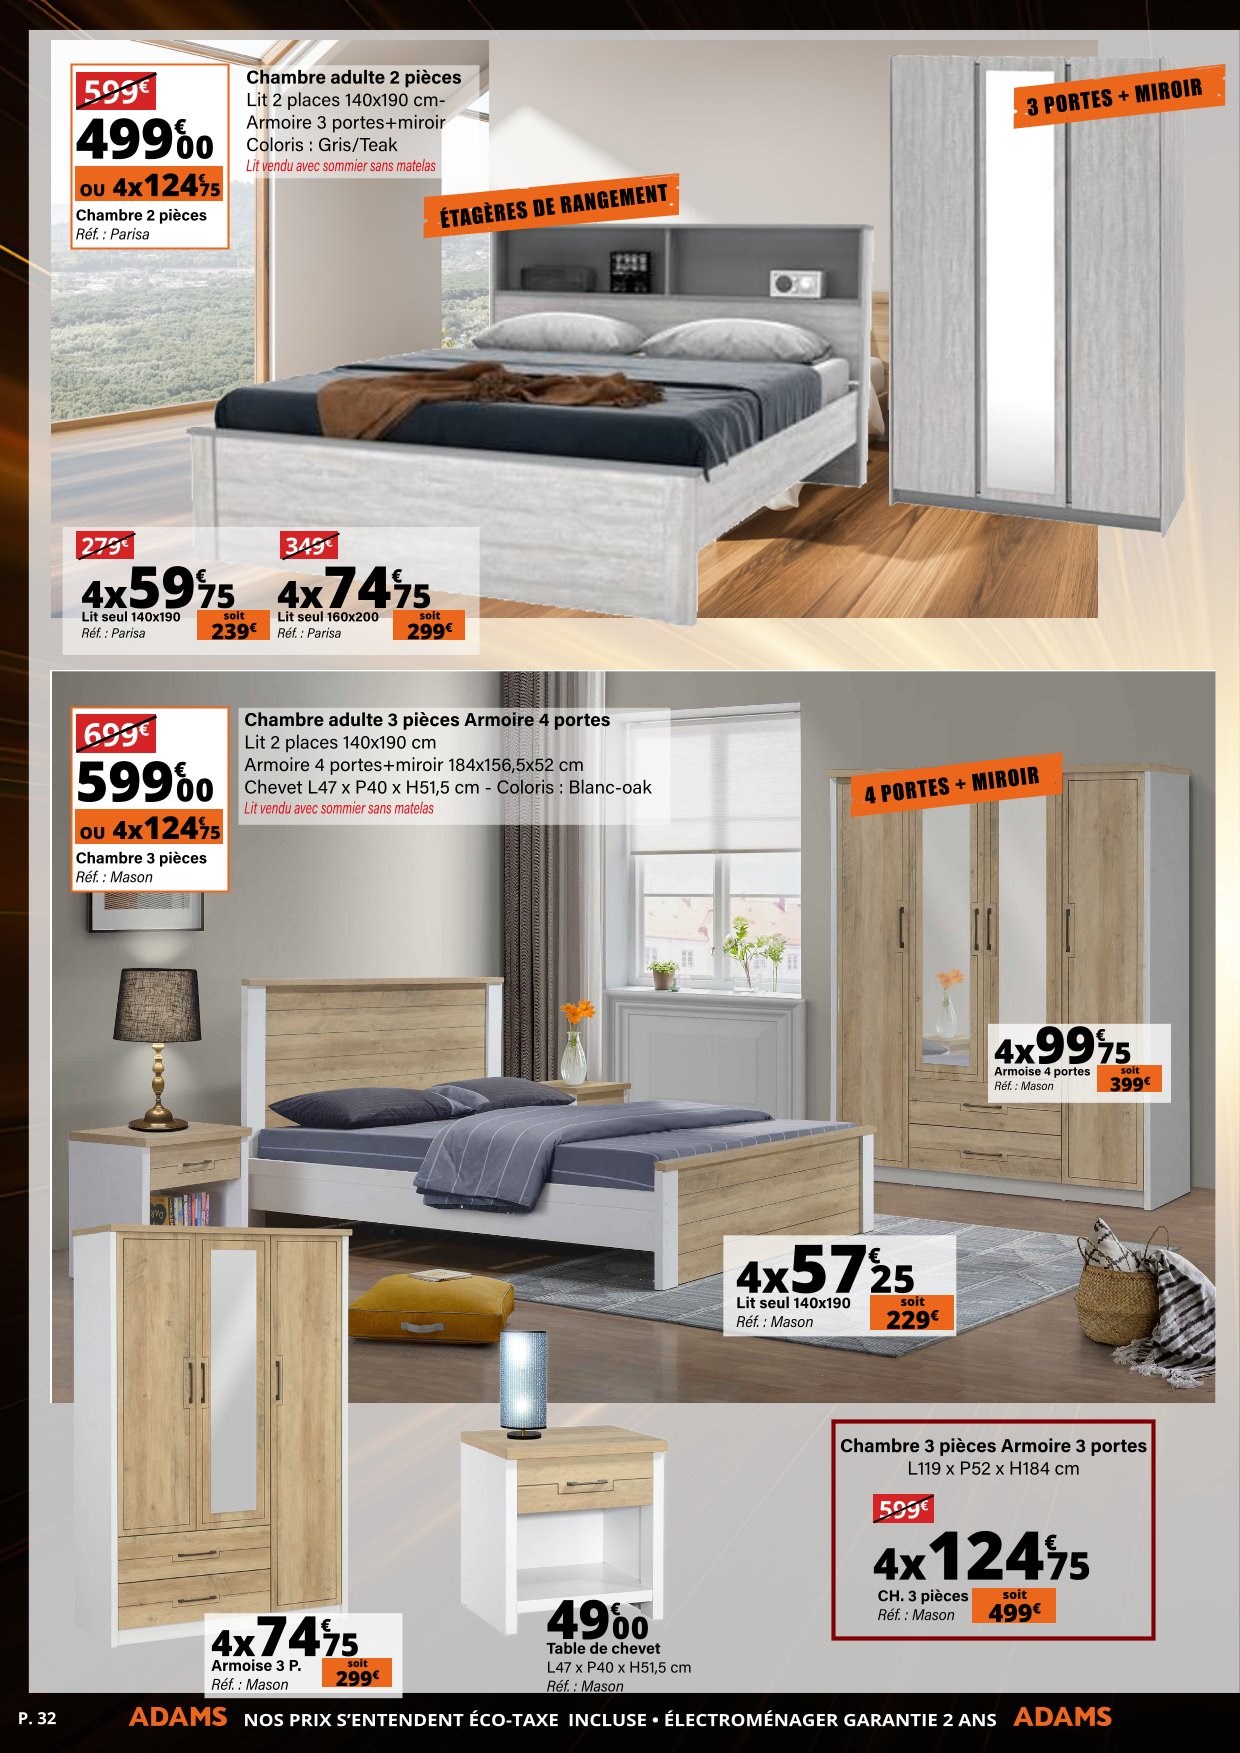 599€
499€00
OU 4x124€75
Chambre 2 pièces
Réf. : Parisa
Chambre adulte 2 pièces
Lit 2 places 140x190 cm-
Armoire 3 portes+miroir
Coloris : Gris/Teak
Lit vendu avec sommier sans matelas
3 PORTES + MIROIR
ÉTAGÈRES DE RANGEMENT
279€
4x59€75
Lit seul 140x190
Réf. : Parisa
soit
239€
349€
4x74€75
Lit seul 160x200
Réf. : Parisa
soit
299€
699€
599€00
OU 4x124€75
Chambre 3 pièces
Réf. : Mason
Chambre adulte 3 pièces Armoire 4 portes
Lit 2 places 140x190 cm
Armoire 4 portes+miroir 184x156,5x52 cm
Chevet L47 x P40 x H51,5 cm - Coloris : Blanc-oak
Lit vendu avec sommier sans matelas
4 PORTES + MIROIR
4x99€75
Armoise 4 portes
Réf. : Mason
soit
399€
4x57€25
Lit seul 140x190
Réf. : Mason
soit
229€
4x74€75
Armoise 3 P.
Réf. : Mason
soit
299€
49€00
Table de chevet
L47 x P40 x H51,5 cm
Réf. : Mason
Chambre 3 pièces Armoire 3 portes
L119 x P52 x H184 cm
599€
4x124€75
CH. 3 pièces
Réf. : Mason
soit
499€
P. 32
ADAMS NOS PRIX S'ENTENDENT ÉCO-TAXE INCLUSE • ÉLECTROMÉNAGER GARANTIE 2 ANS ADAMS